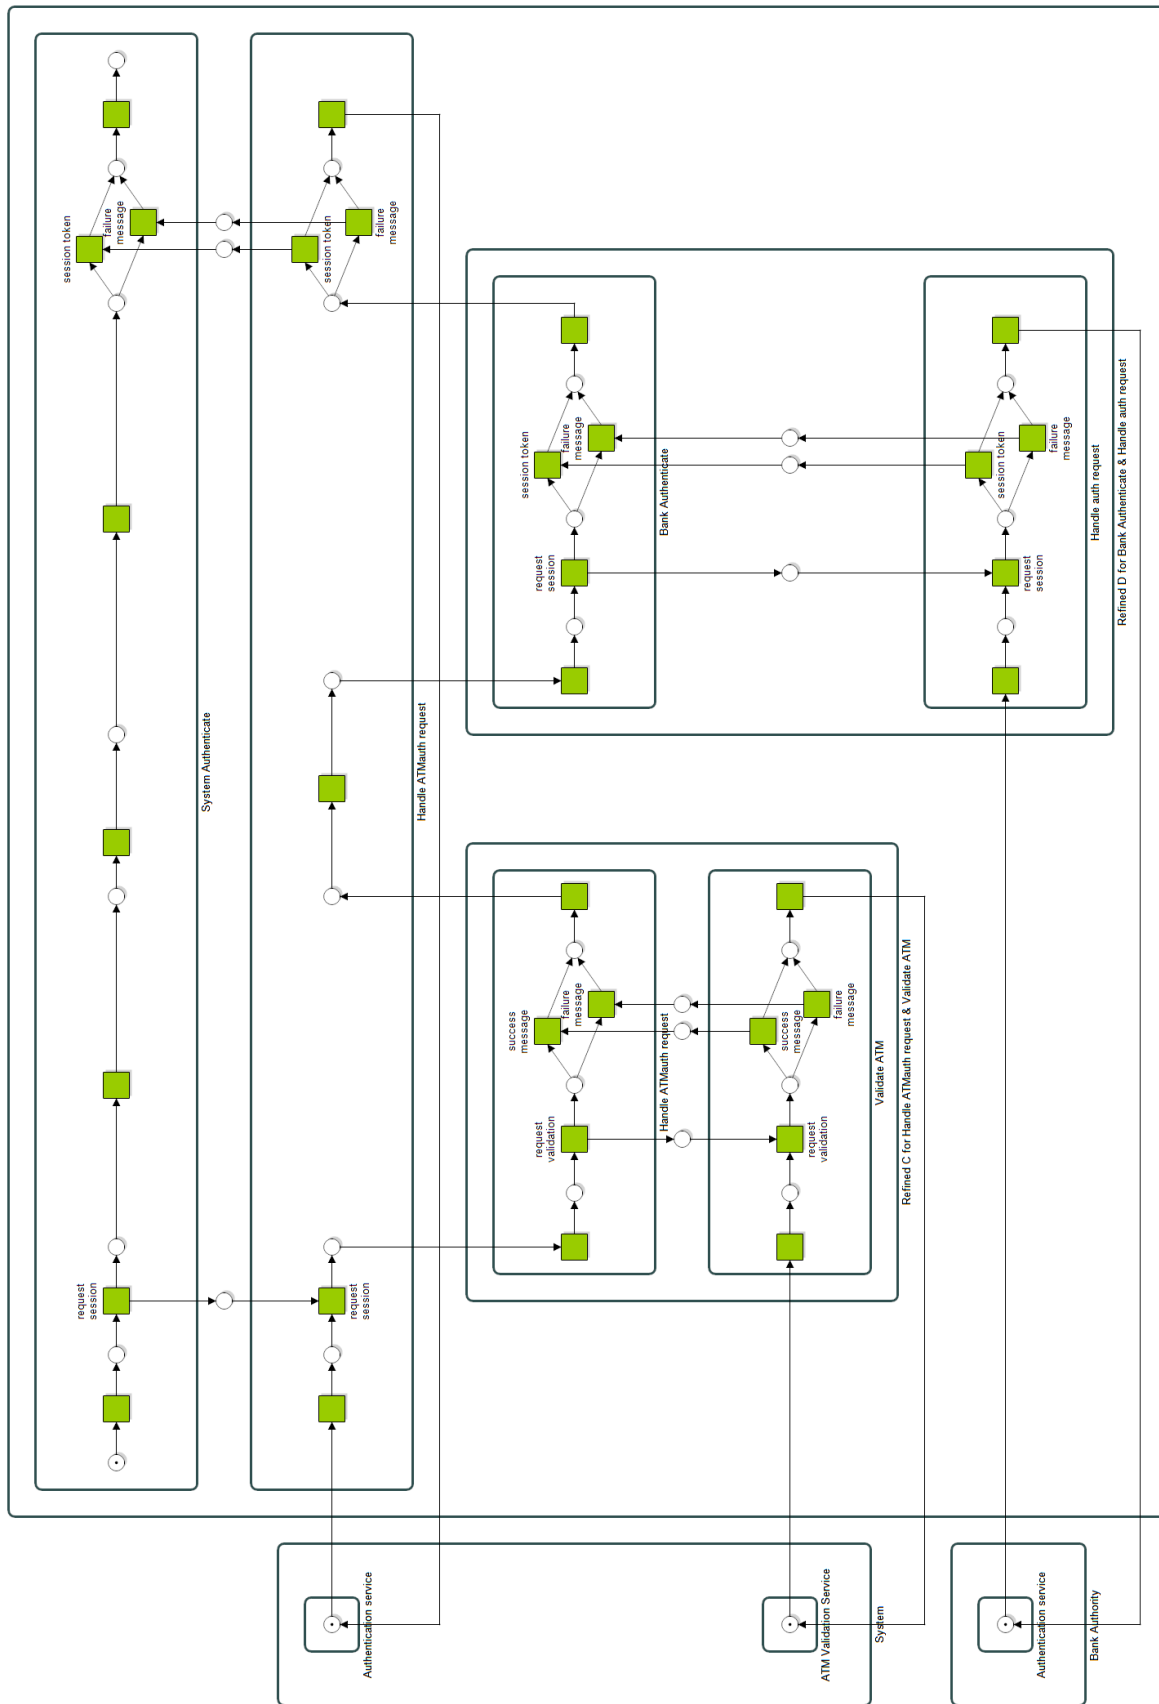 session token
failure
message
request
session
System Authenticate
session token
failure
message
request
session
Handle ATMauth request
session token
failure
message
request
session
Bank Authenticate
session token
failure
message
request
session
Handle auth request
Refined D for Bank Authenticate & Handle auth request
success
message
failure
message
request
validation
Handle ATMauth request
success
message
failure
message
request
validation
Validate ATM
Refined C for Handle ATMauth request & Validate ATM
Authentication service
ATM Validation Service
System
Authentication service
Bank Authority